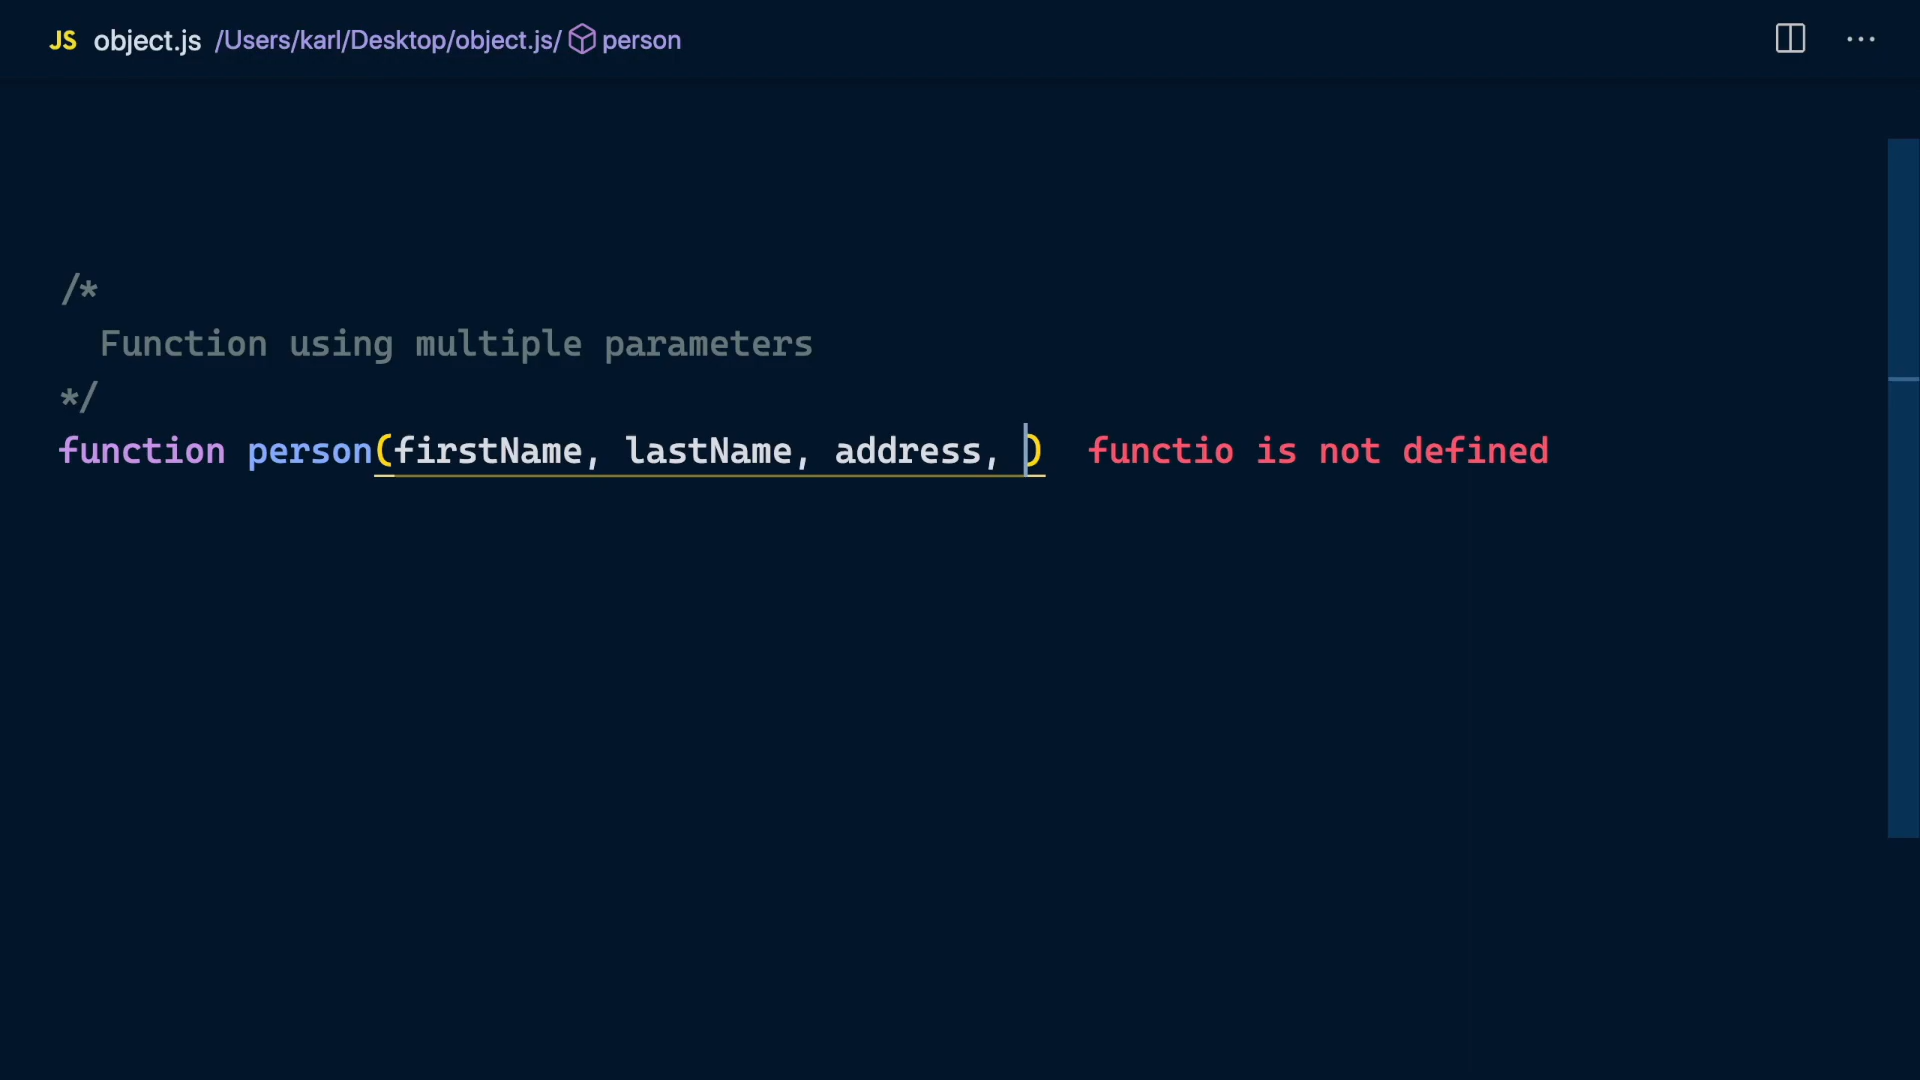 JS object.js /Users/karl/Desktop/object.js/ person
/*
Function using multiple parameters
*/
function person(firstName, lastName, address, ) functio is not defined